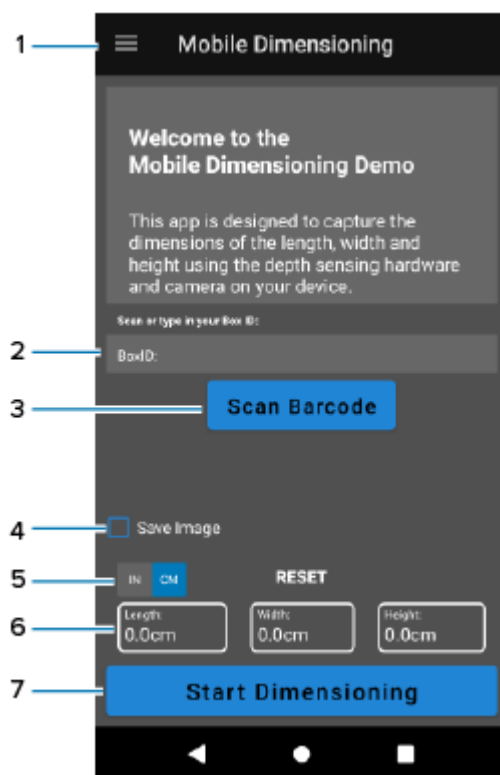 1
Mobile Dimensioning
Welcome to the
Mobile Dimensioning Demo
This app is designed to capture the
dimensions of the length, width and
height using the depth sensing hardware
and camera on your device.
Scan or type in your Box ID:
2
BoxID:
3
Scan Barcode
4
Save Image
5
IN CM
RESET
6
Length: Width: Height:
0.0cm 0.0cm 0.0cm
7
Start Dimensioning